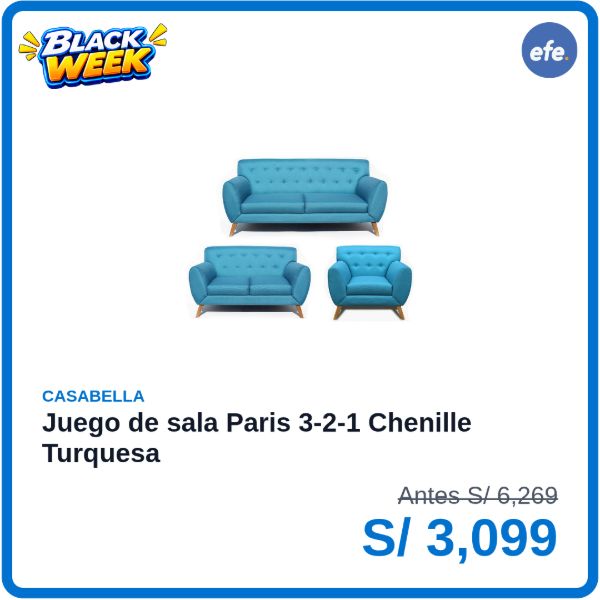 BLACK
WEEK
efe.
CASABELLA
Juego de sala Paris 3-2-1 Chenille
Turquesa
Antes S/ 6,269
S/ 3,099